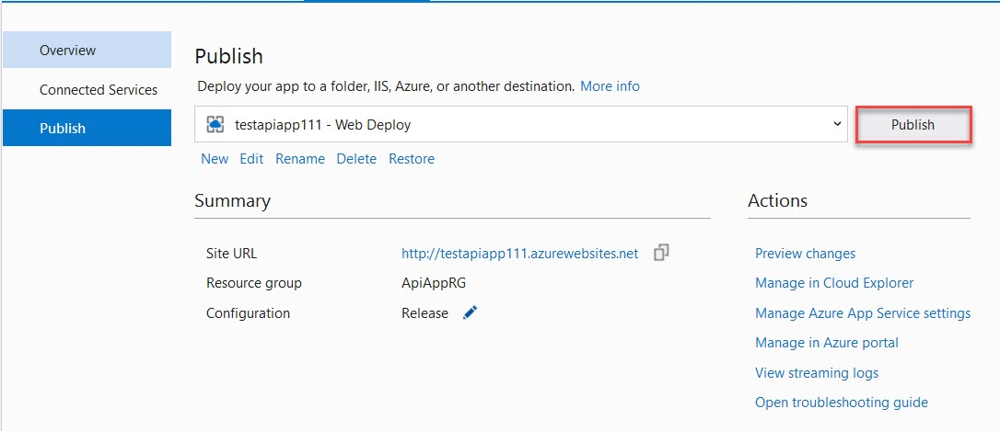 Overview
Connected Services
Publish
Publish
Deploy your app to a folder, IIS, Azure, or another destination. More info
testapiapp111 - Web Deploy
Publish
New Edit Rename Delete Restore
Summary
Site URL http://testapiapp111.azurewebsites.net
Resource group ApiAppRG
Configuration Release
Actions
Preview changes
Manage in Cloud Explorer
Manage Azure App Service settings
Manage in Azure portal
View streaming logs
Open troubleshooting guide